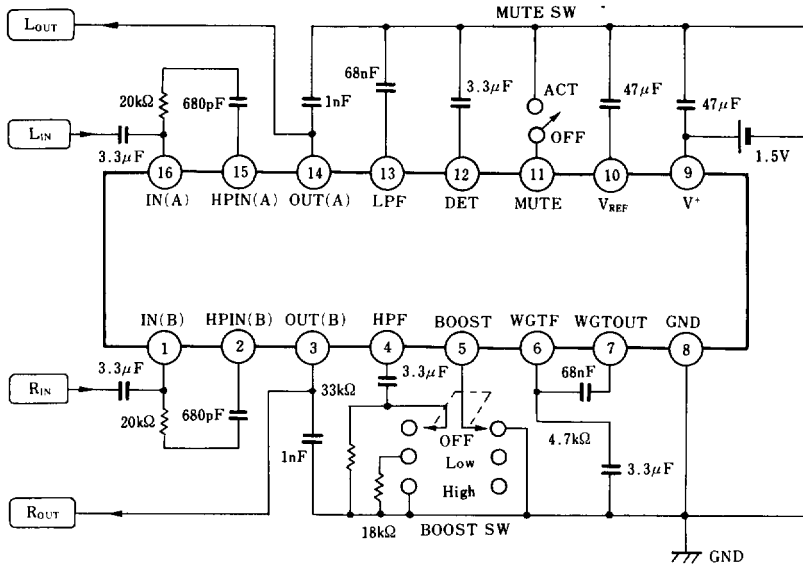 LOUT
MUTE SW
20kΩ
680pF
1nF
68nF
3.3μF
ACT
OFF
47μF
47μF
1.5V
LIN
3.3μF
16
15
14
13
12
11
10
9
IN(A)
HPIN(A)
OUT(A)
LPF
DET
MUTE
VREF
V+
IN(B)
HPIN(B)
OUT(B)
HPF
BOOST
WGTF
WGTOUT
GND
1
2
3
4
5
6
7
8
3.3μF
RIN
20kΩ
680pF
33kΩ
3.3μF
68nF
1nF
OFF
Low
High
4.7kΩ
3.3μF
ROUT
18kΩ
BOOST SW
GND